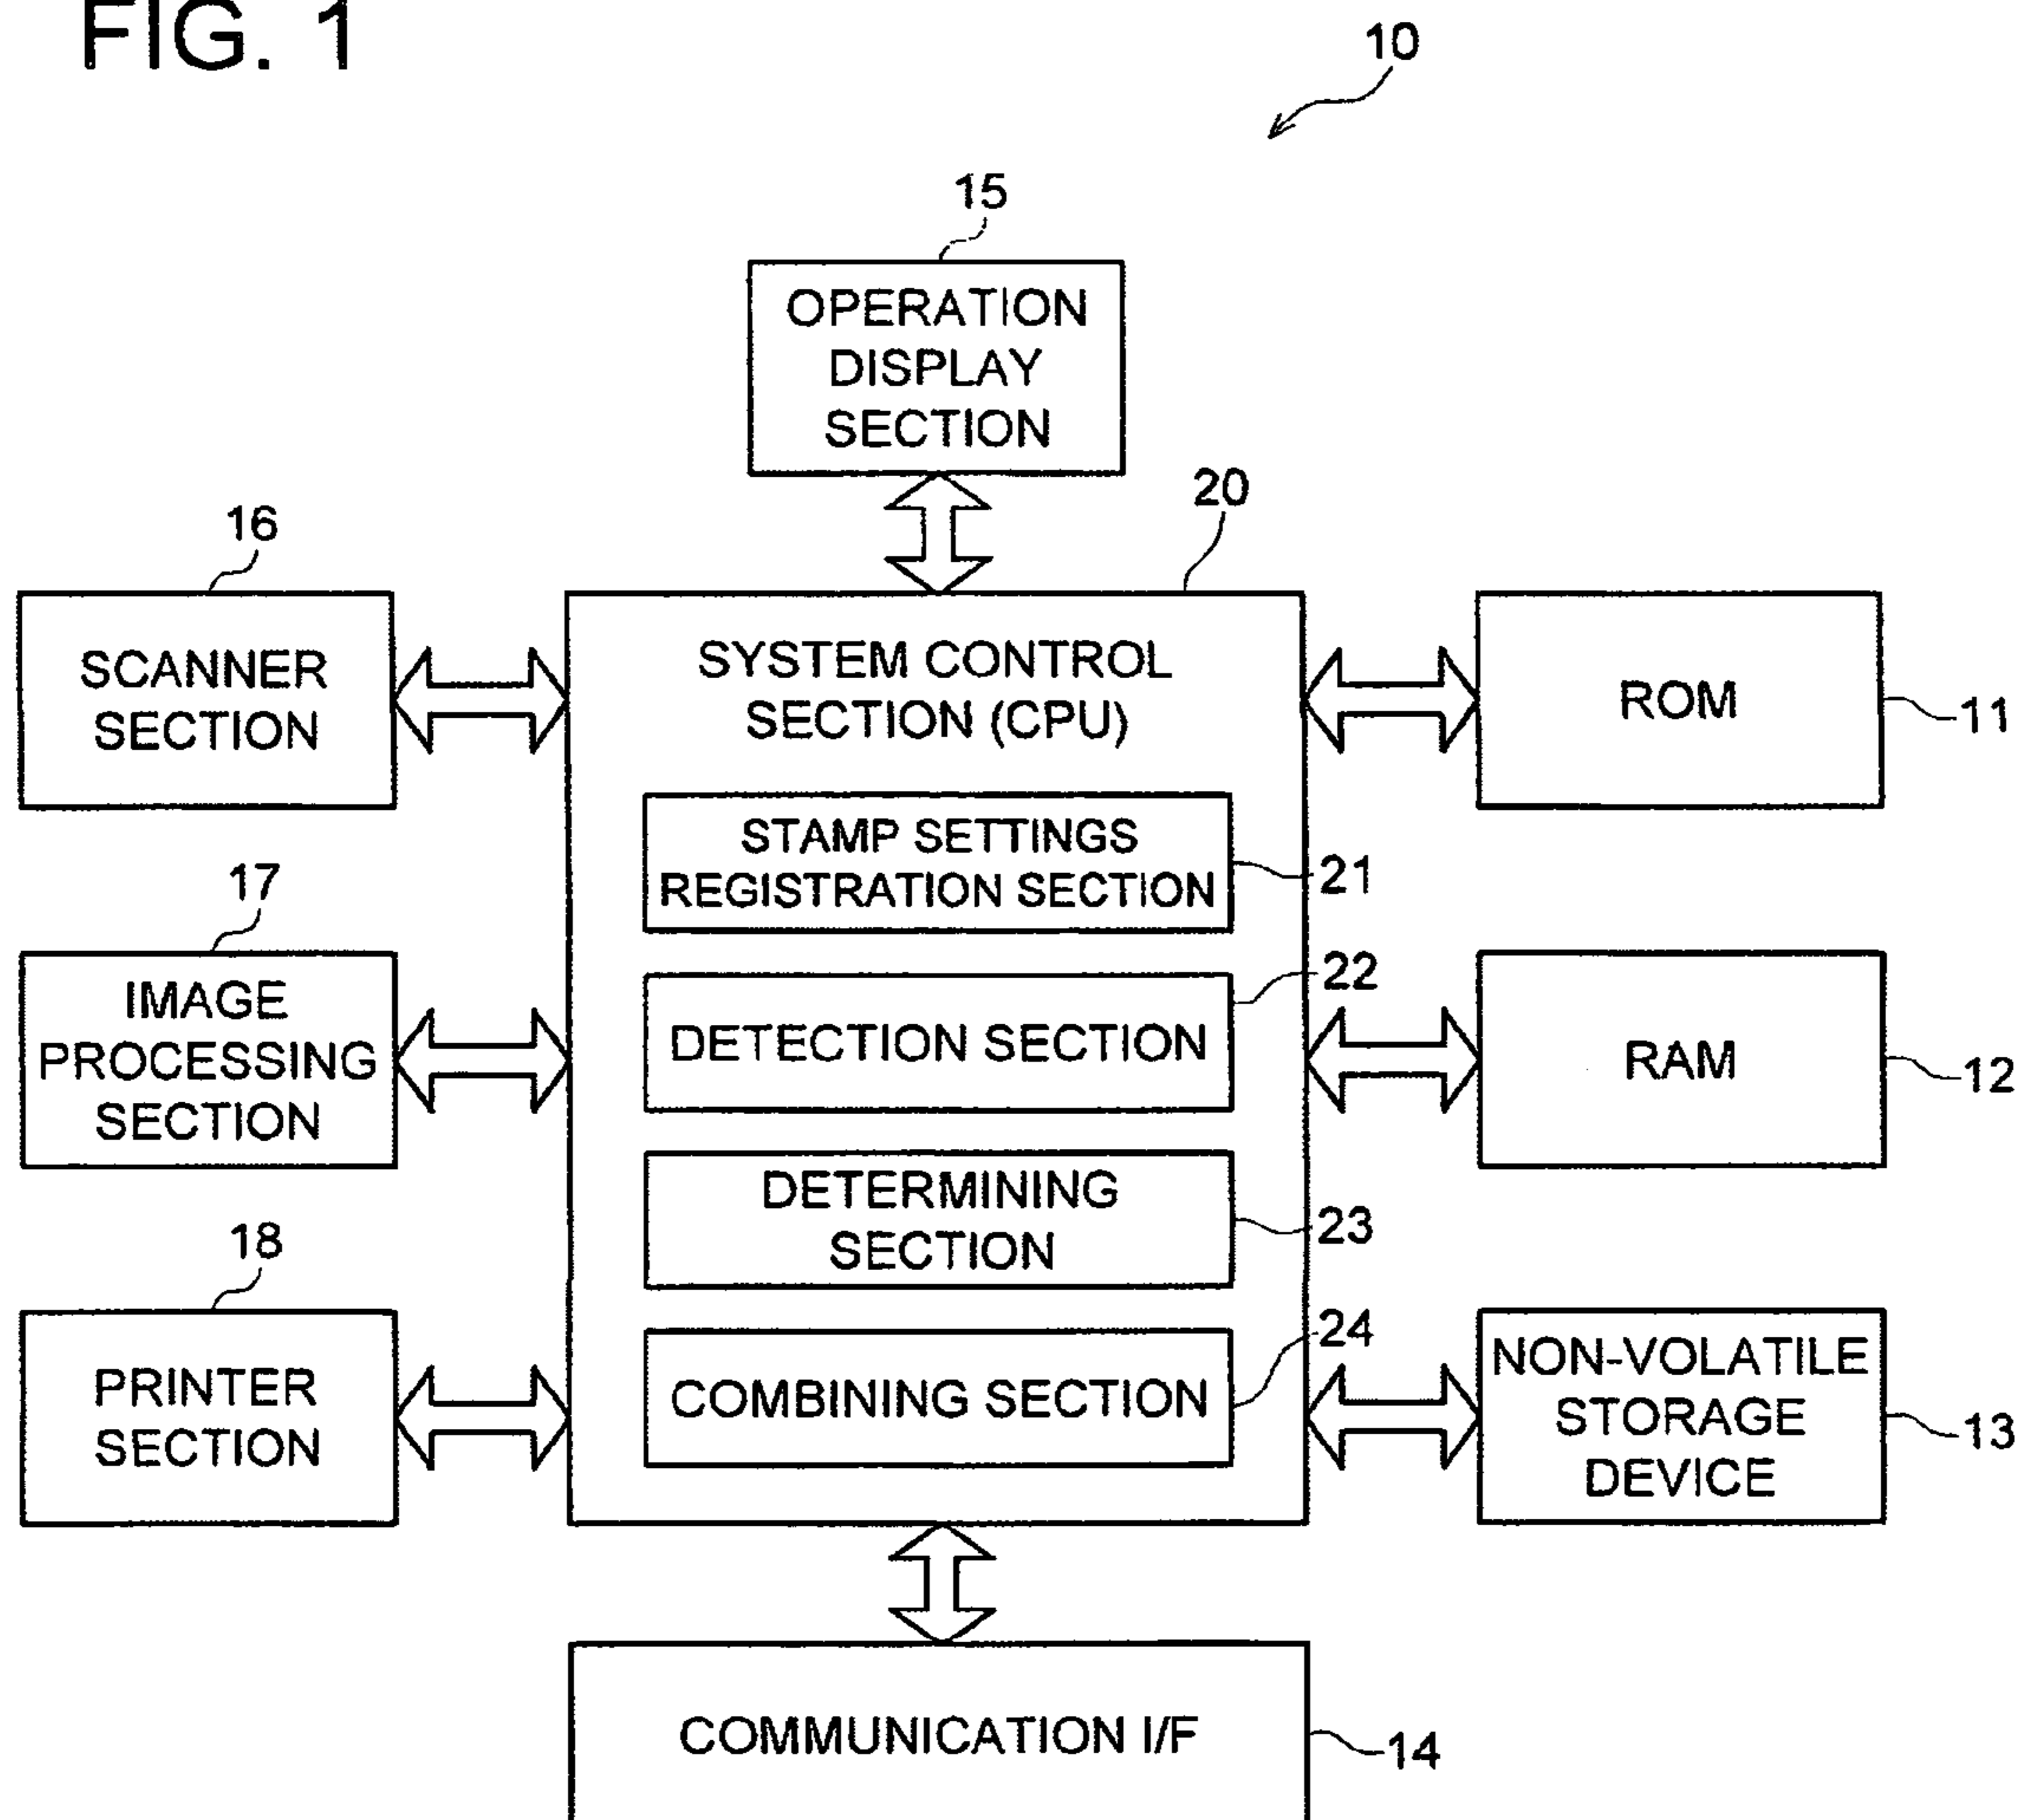 FIG. 1
10
15
OPERATION
DISPLAY
SECTION
20
16
SCANNER
SECTION
SYSTEM CONTROL
SECTION (CPU)
ROM
11
STAMP SETTINGS
REGISTRATION SECTION
21
17
IMAGE
PROCESSING
SECTION
22
DETECTION SECTION
RAM
12
DETERMINING
SECTION
23
18
PRINTER
SECTION
24
COMBINING SECTION
NON-VOLATILE
STORAGE
DEVICE
13
COMMUNICATION I/F
14